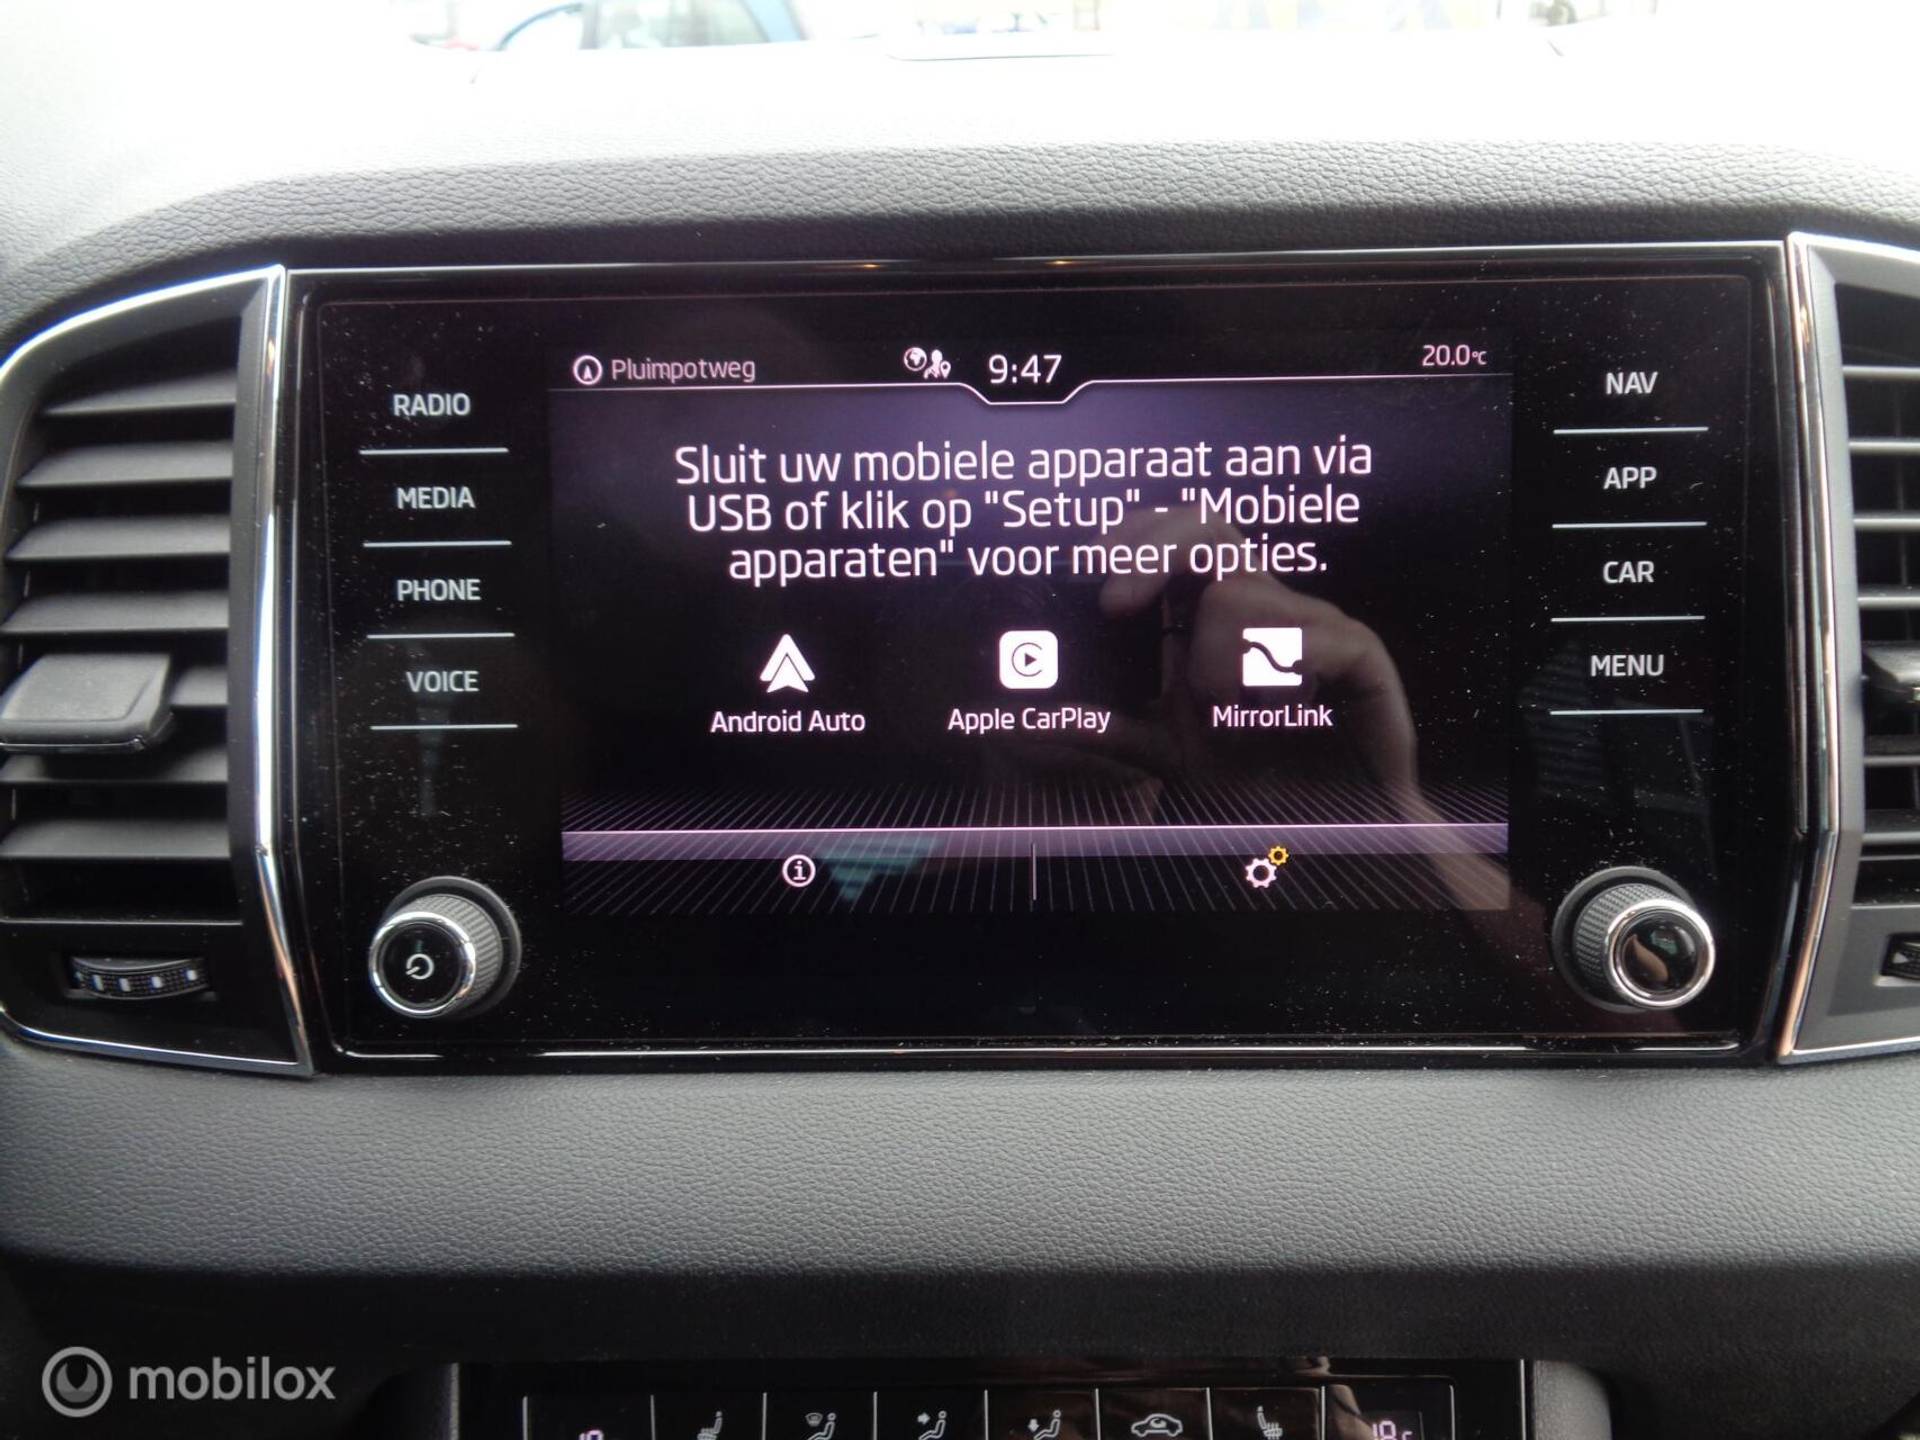 Pluimpotweg
9:47
20.0°C
RADIO
MEDIA
PHONE
VOICE
Sluit uw mobiele apparaat aan via
USB of klik op "Setup" - "Mobiele
apparaten" voor meer opties.
Android Auto
Apple CarPlay
MirrorLink
NAV
APP
CAR
MENU
mobilox